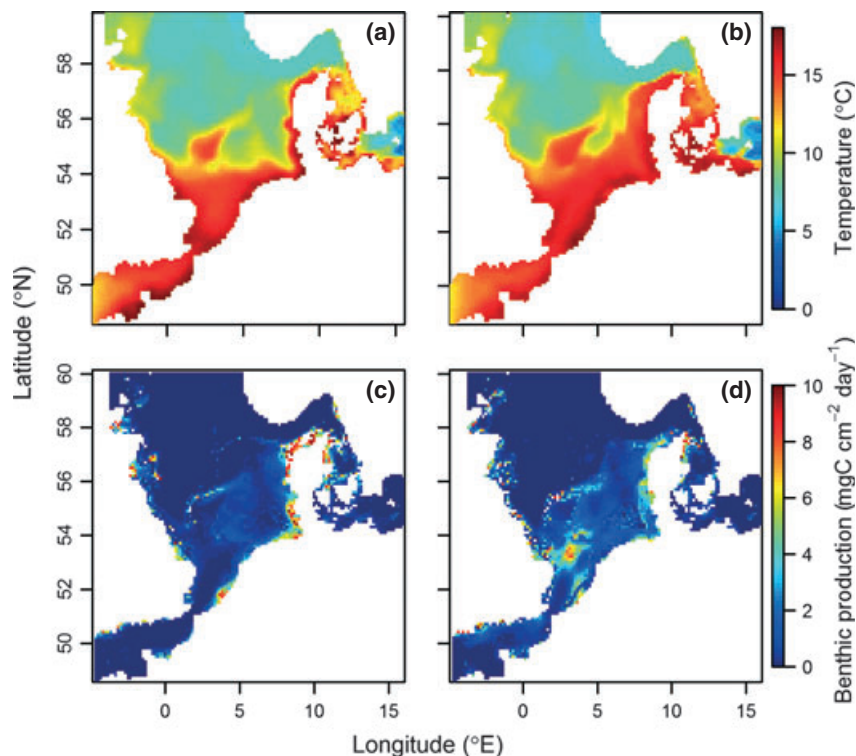 (a)
(b)
58
56
54
52
50
15
10
5
0
Temperature (°C)
Latitude (°N)
(c)
(d)
60
58
56
54
52
50
10
8
6
4
2
0
Benthic production (mgC cm⁻² day⁻¹)
0 5 10 15
0 5 10 15
Longitude (°E)